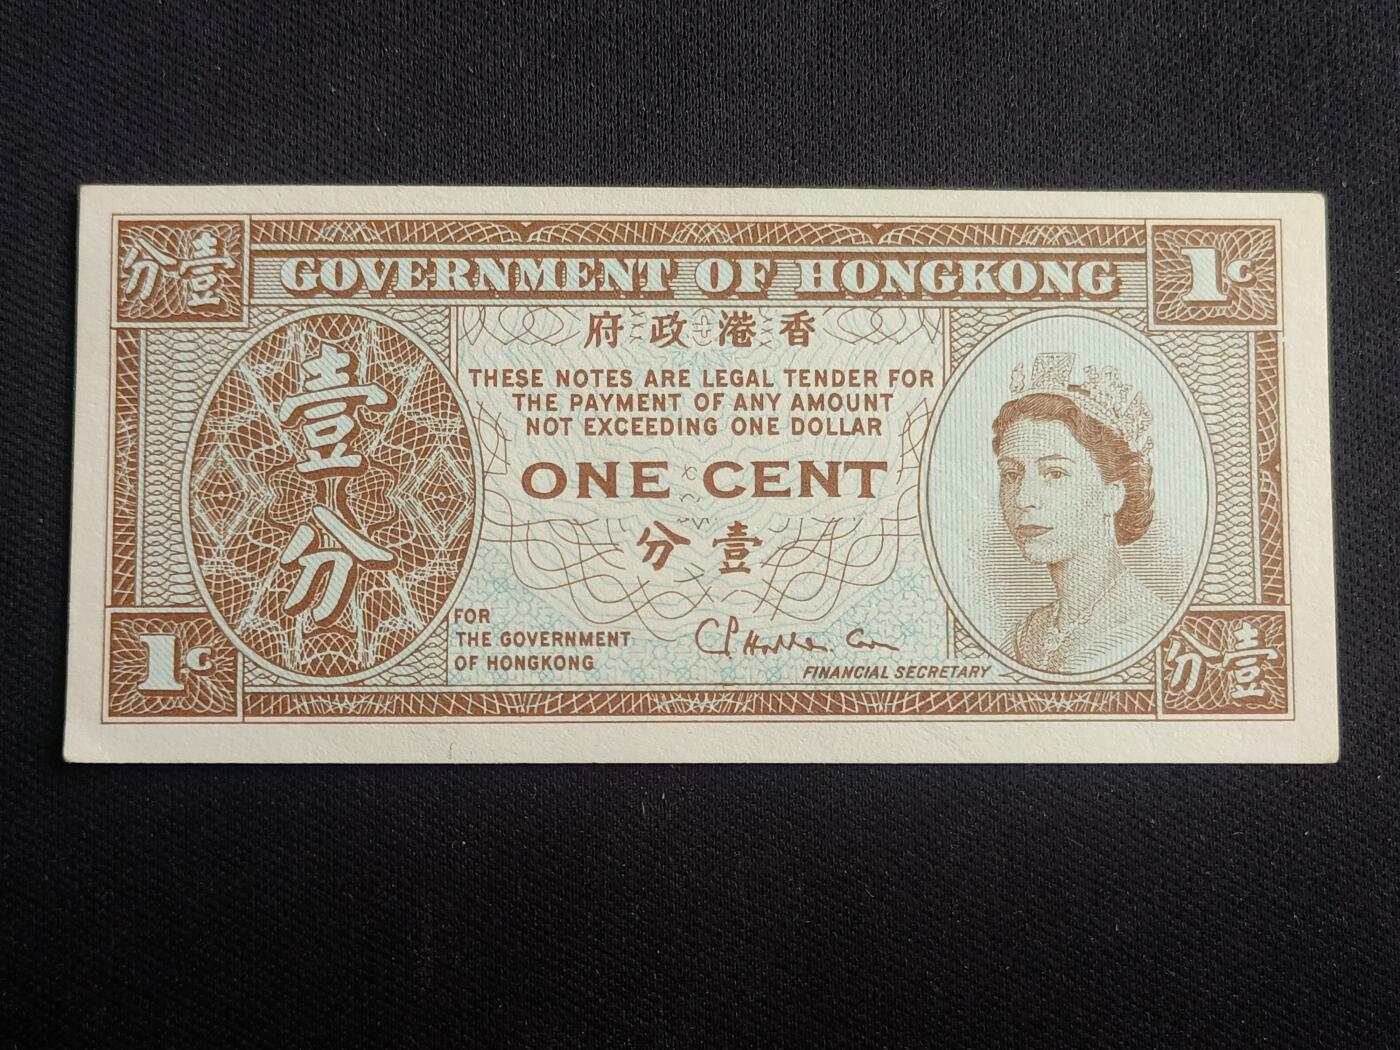 分壹
GOVERNMENT OF HONGKONG
1c
府政港香
THESE NOTES ARE LEGAL TENDER FOR
THE PAYMENT OF ANY AMOUNT
NOT EXCEEDING ONE DOLLAR
壹分
ONE CENT
分壹
FOR
THE GOVERNMENT
OF HONGKONG
FINANCIAL SECRETARY
1c
分壹